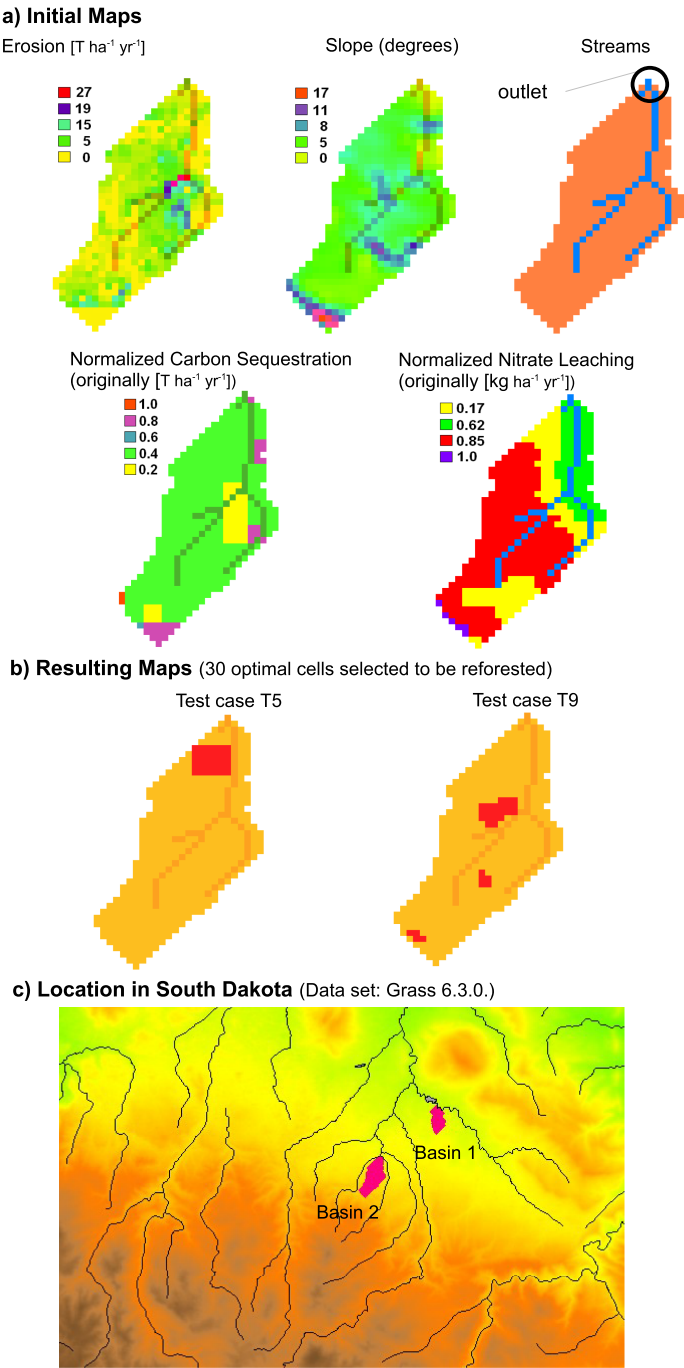 a) Initial Maps
Erosion [T ha⁻¹ yr⁻¹]
27
19
15
5
0
Slope (degrees)
17
11
8
5
0
Streams
outlet
Normalized Carbon Sequestration
(originally [T ha⁻¹ yr⁻¹])
1.0
0.8
0.6
0.4
0.2
Normalized Nitrate Leaching
(originally [kg ha⁻¹ yr⁻¹])
0.17
0.62
0.85
1.0
b) Resulting Maps (30 optimal cells selected to be reforested)
Test case T5
Test case T9
c) Location in South Dakota (Data set: Grass 6.3.0.)
Basin 1
Basin 2